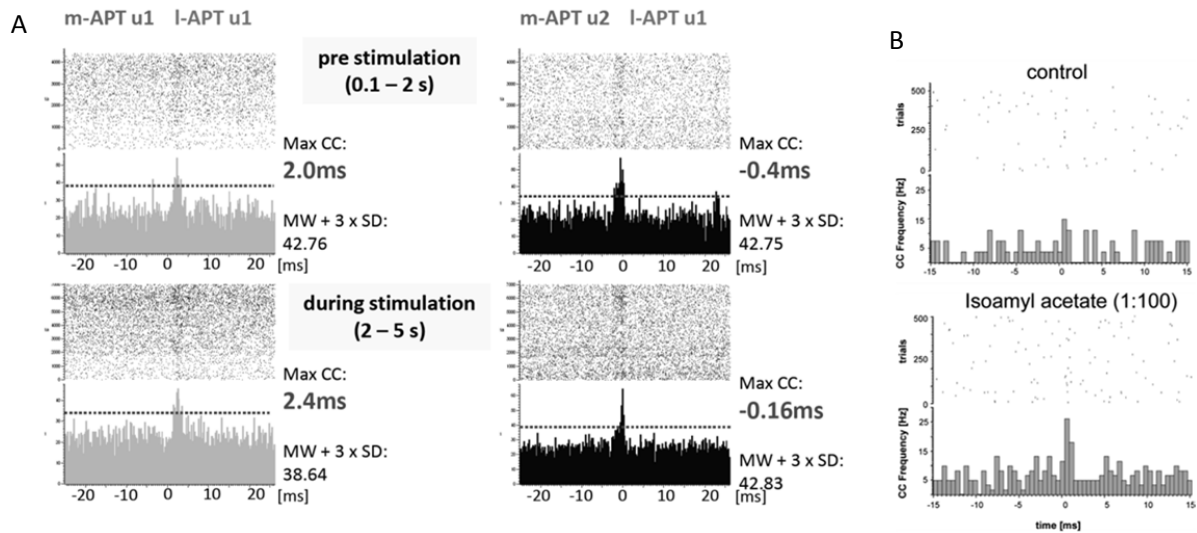 A
m-APT u1 l-APT u1
pre stimulation
(0.1 – 2 s)
Max CC:
2.0ms
MW + 3 x SD:
42.76
-20 -10 0 10 20
[ms]
m-APT u2 l-APT u1
Max CC:
-0.4ms
MW + 3 x SD:
42.75
-20 -10 0 10 20
[ms]
during stimulation
(2 – 5 s)
Max CC:
2.4ms
MW + 3 x SD:
38.64
-20 -10 0 10 20
[ms]
Max CC:
-0.16ms
MW + 3 x SD:
42.83
-20 -10 0 10 20
[ms]
B
control
trials
500
250
0
CC Frequency [Hz]
25
15
5
-15 -10 -5 0 5 10 15
Isoamyl acetate (1:100)
trials
500
250
0
CC Frequency [Hz]
25
15
5
-15 -10 -5 0 5 10 15
time [ms]